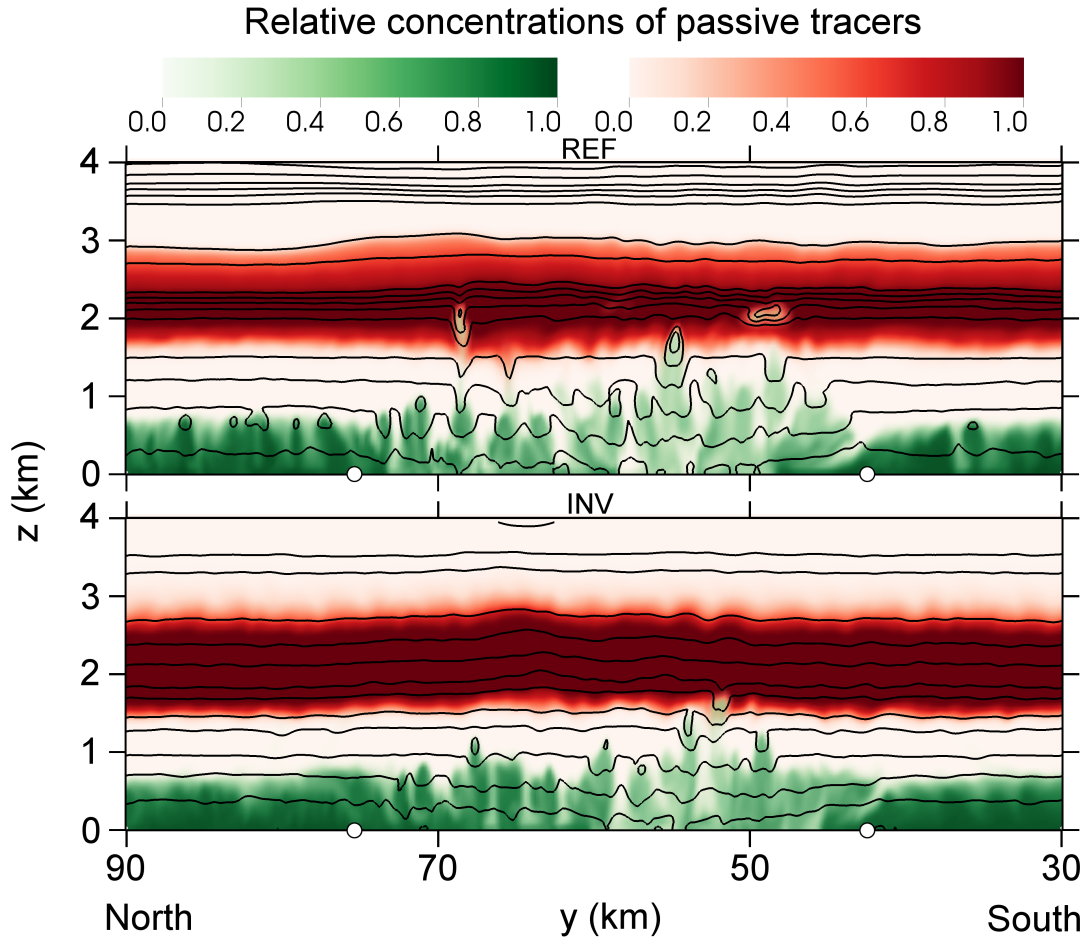 Relative concentrations of passive tracers
0.0 0.2 0.4 0.6 0.8 1.0 0.0 0.2 0.4 0.6 0.8 1.0
REF
4
3
2
1
0
z (km)
INV
4
3
2
1
0
90 70 50 30
North y (km) South